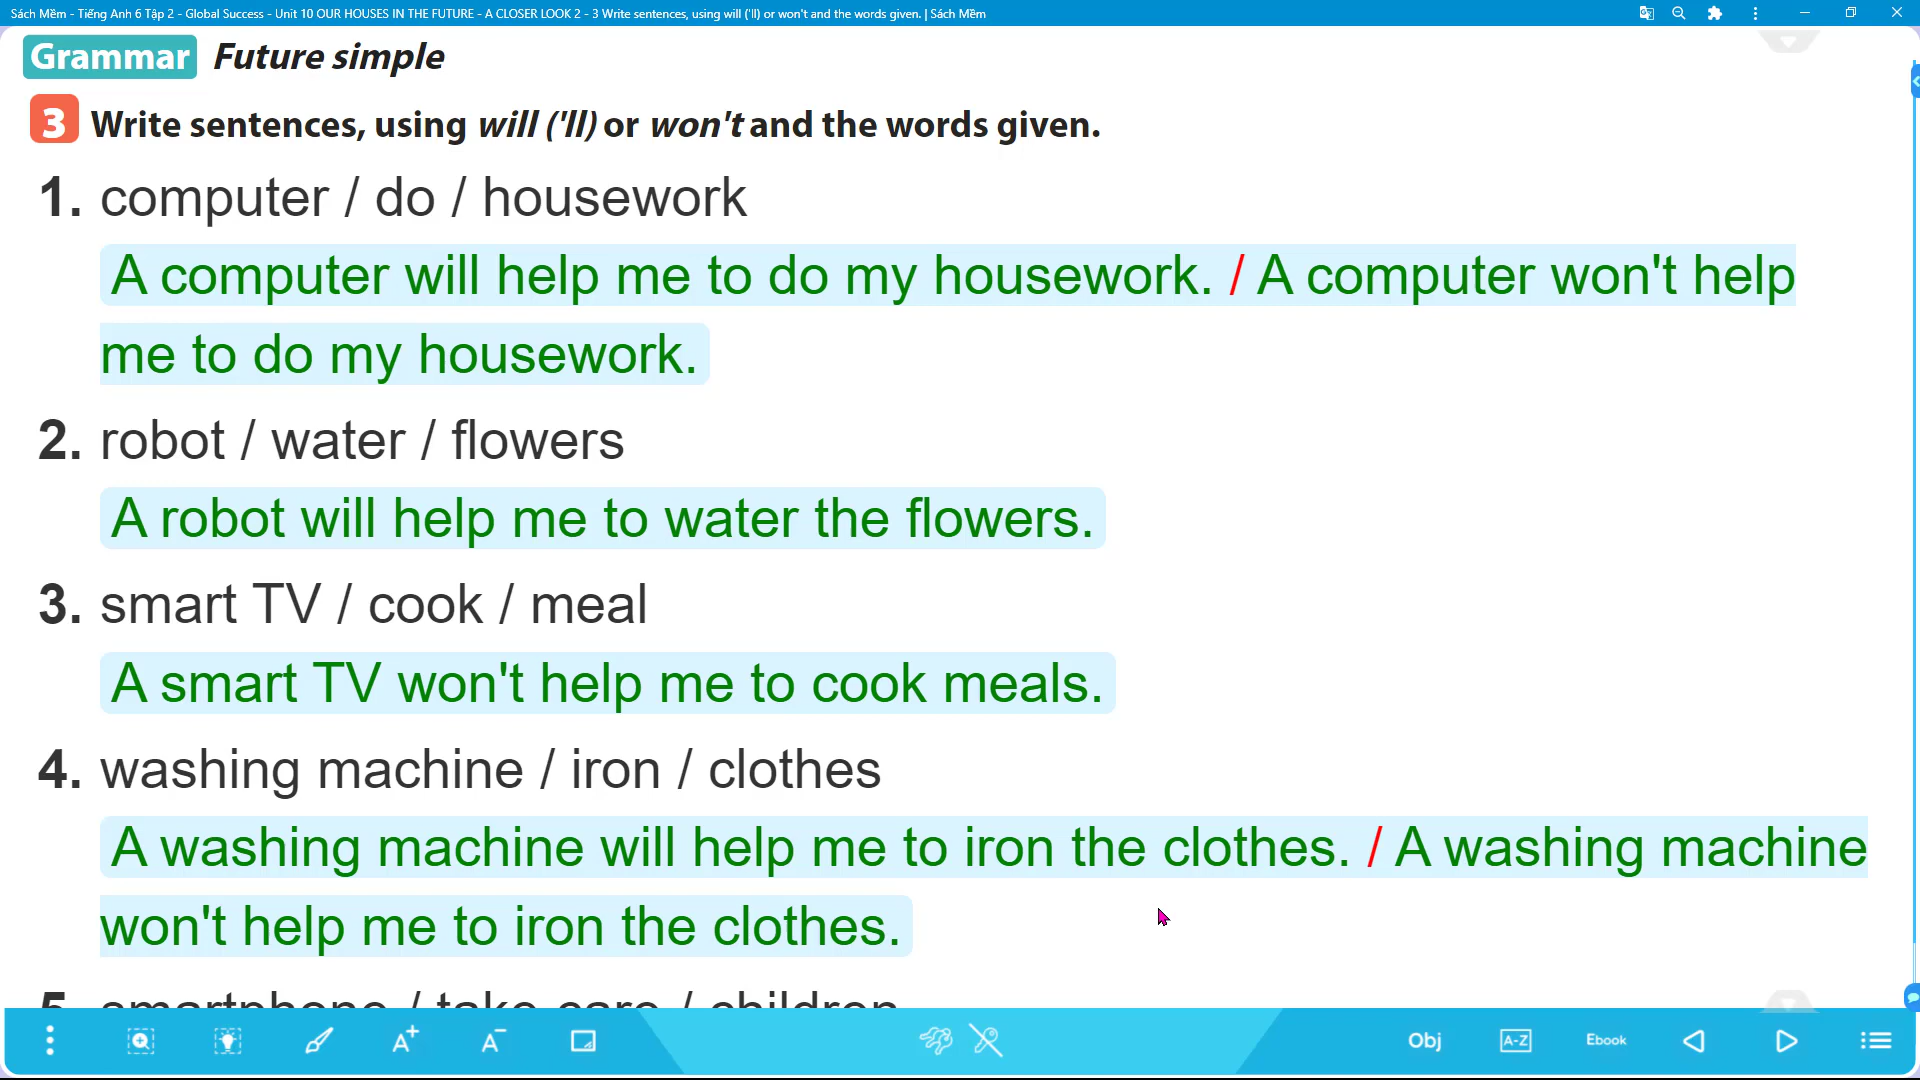 Sách Mềm - Tiếng Anh 6 Tập 2 - Global Success - Unit 10 OUR HOUSES IN THE FUTURE - A CLOSER LOOK 2 - 3 Write sentences, using will ('ll) or won't and the words given. | Sách Mềm
Grammar Future simple
3 Write sentences, using will ('ll) or won't and the words given.
1. computer / do / housework
A computer will help me to do my housework. / A computer won't help
me to do my housework.
2. robot / water / flowers
A robot will help me to water the flowers.
3. smart TV / cook / meal
A smart TV won't help me to cook meals.
4. washing machine / iron / clothes
A washing machine will help me to iron the clothes. / A washing machine
won't help me to iron the clothes.
5. smartphone / take care / children
A+ A- Obj A-Z Ebook